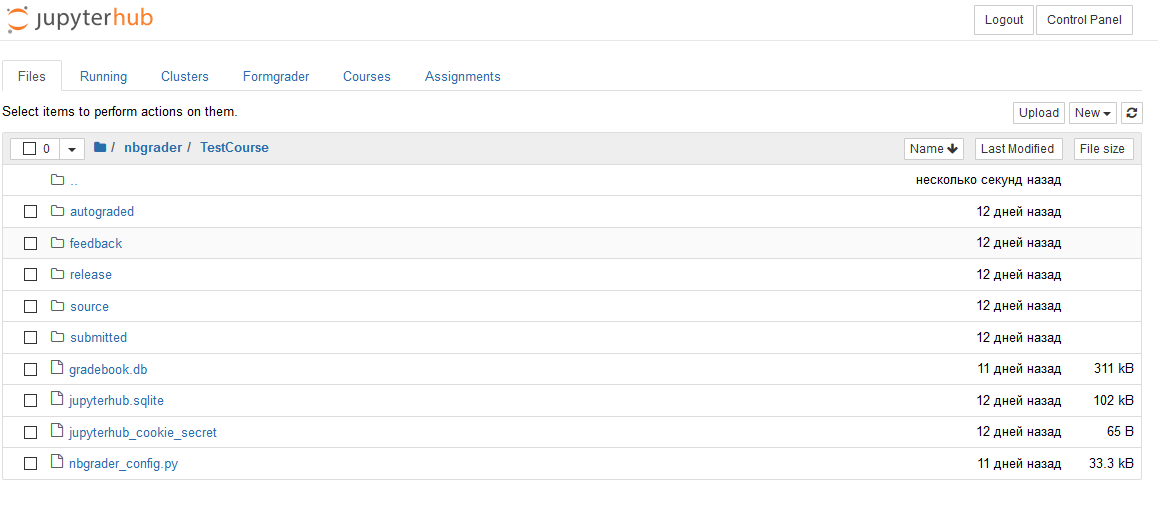 jupyterhub Logout Control Panel
Files Running Clusters Formgrader Courses Assignments
Select items to perform actions on them. Upload New
0 / nbgrader / TestCourse Name Last Modified File size
.. несколько секунд назад
autograded 12 дней назад
feedback 12 дней назад
release 12 дней назад
source 12 дней назад
submitted 12 дней назад
gradebook.db 11 дней назад 311 kB
jupyterhub.sqlite 12 дней назад 102 kB
jupyterhub_cookie_secret 12 дней назад 65 B
nbgrader_config.py 11 дней назад 33.3 kB